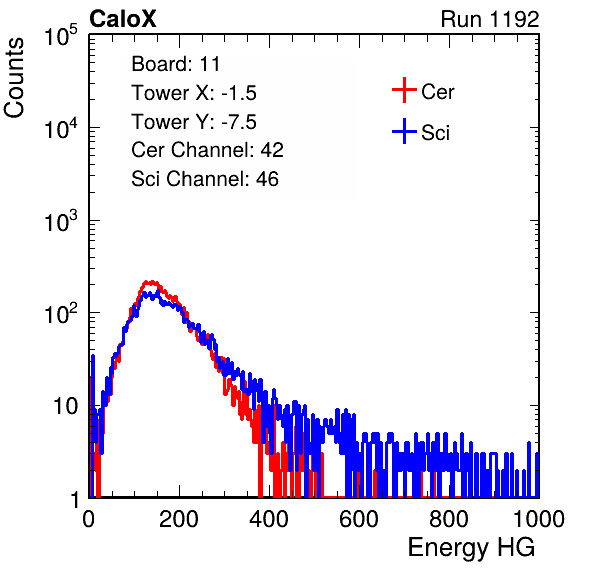 CaloX Run 1192
Counts
Board: 11
Tower X: -1.5
Tower Y: -7.5
Cer Channel: 42
Sci Channel: 46
Cer
Sci
10^5
10^4
10^3
10^2
10
1
0 200 400 600 800 1000
Energy HG